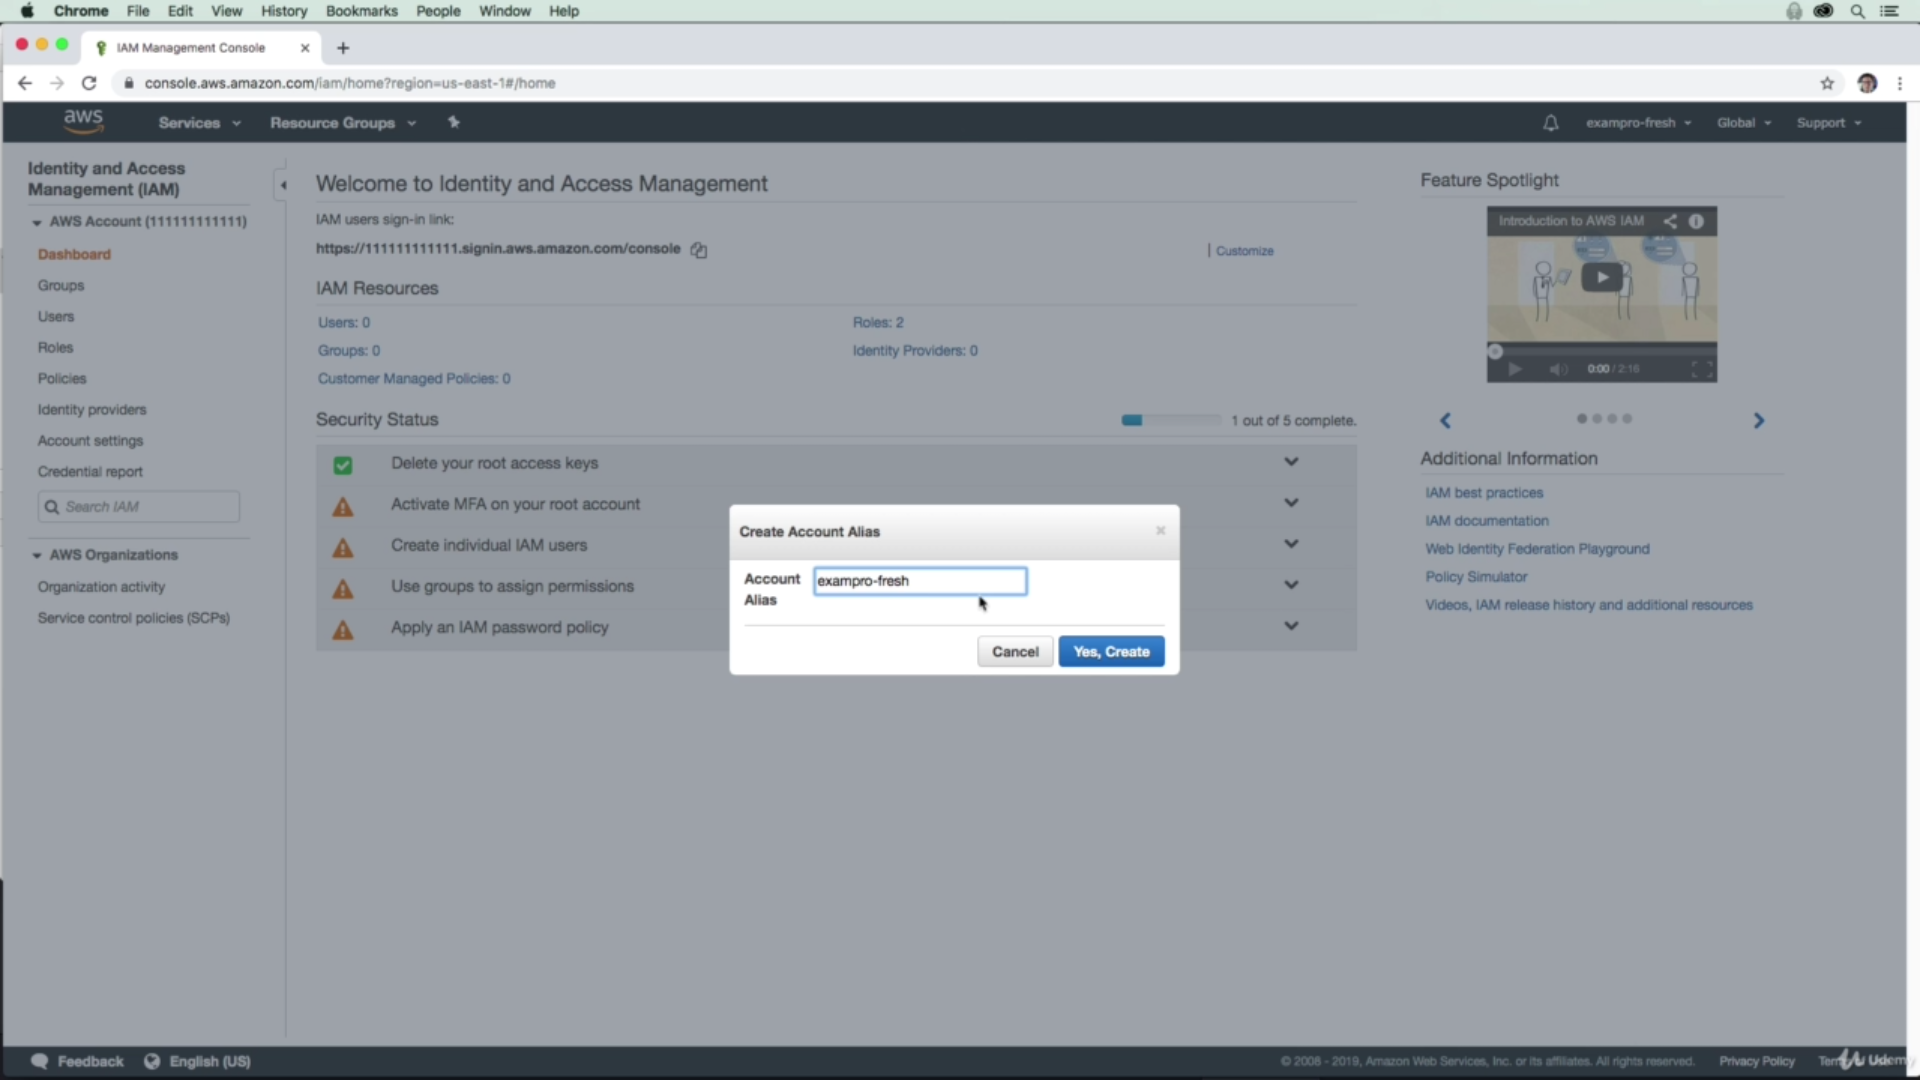 Chrome File Edit View History Bookmarks People Window Help
IAM Management Console
console.aws.amazon.com/iam/home?region=us-east-1#/home
aws Services Resource Groups exampro-fresh Global Support
Identity and Access
Management (IAM)
AWS Account (111111111111)
Dashboard
Groups
Users
Roles
Policies
Identity providers
Account settings
Credential report
Search IAM
AWS Organizations
Organization activity
Service control policies (SCPs)
Welcome to Identity and Access Management
IAM users sign-in link:
https://111111111111.signin.aws.amazon.com/console
| Customize
IAM Resources
Users: 0
Roles: 2
Groups: 0
Identity Providers: 0
Customer Managed Policies: 0
Security Status
1 out of 5 complete.
Delete your root access keys
Activate MFA on your root account
Create individual IAM users
Use groups to assign permissions
Apply an IAM password policy
Create Account Alias
Account
Alias
exampro-fresh
Cancel
Yes, Create
Feature Spotlight
Introduction to AWS IAM
0:00 / 2:16
Additional Information
IAM best practices
IAM documentation
Web Identity Federation Playground
Policy Simulator
Videos, IAM release history and additional resources
Feedback English (US)
© 2008 - 2019, Amazon Web Services, Inc. or its affiliates. All rights reserved. Privacy Policy
Udemy